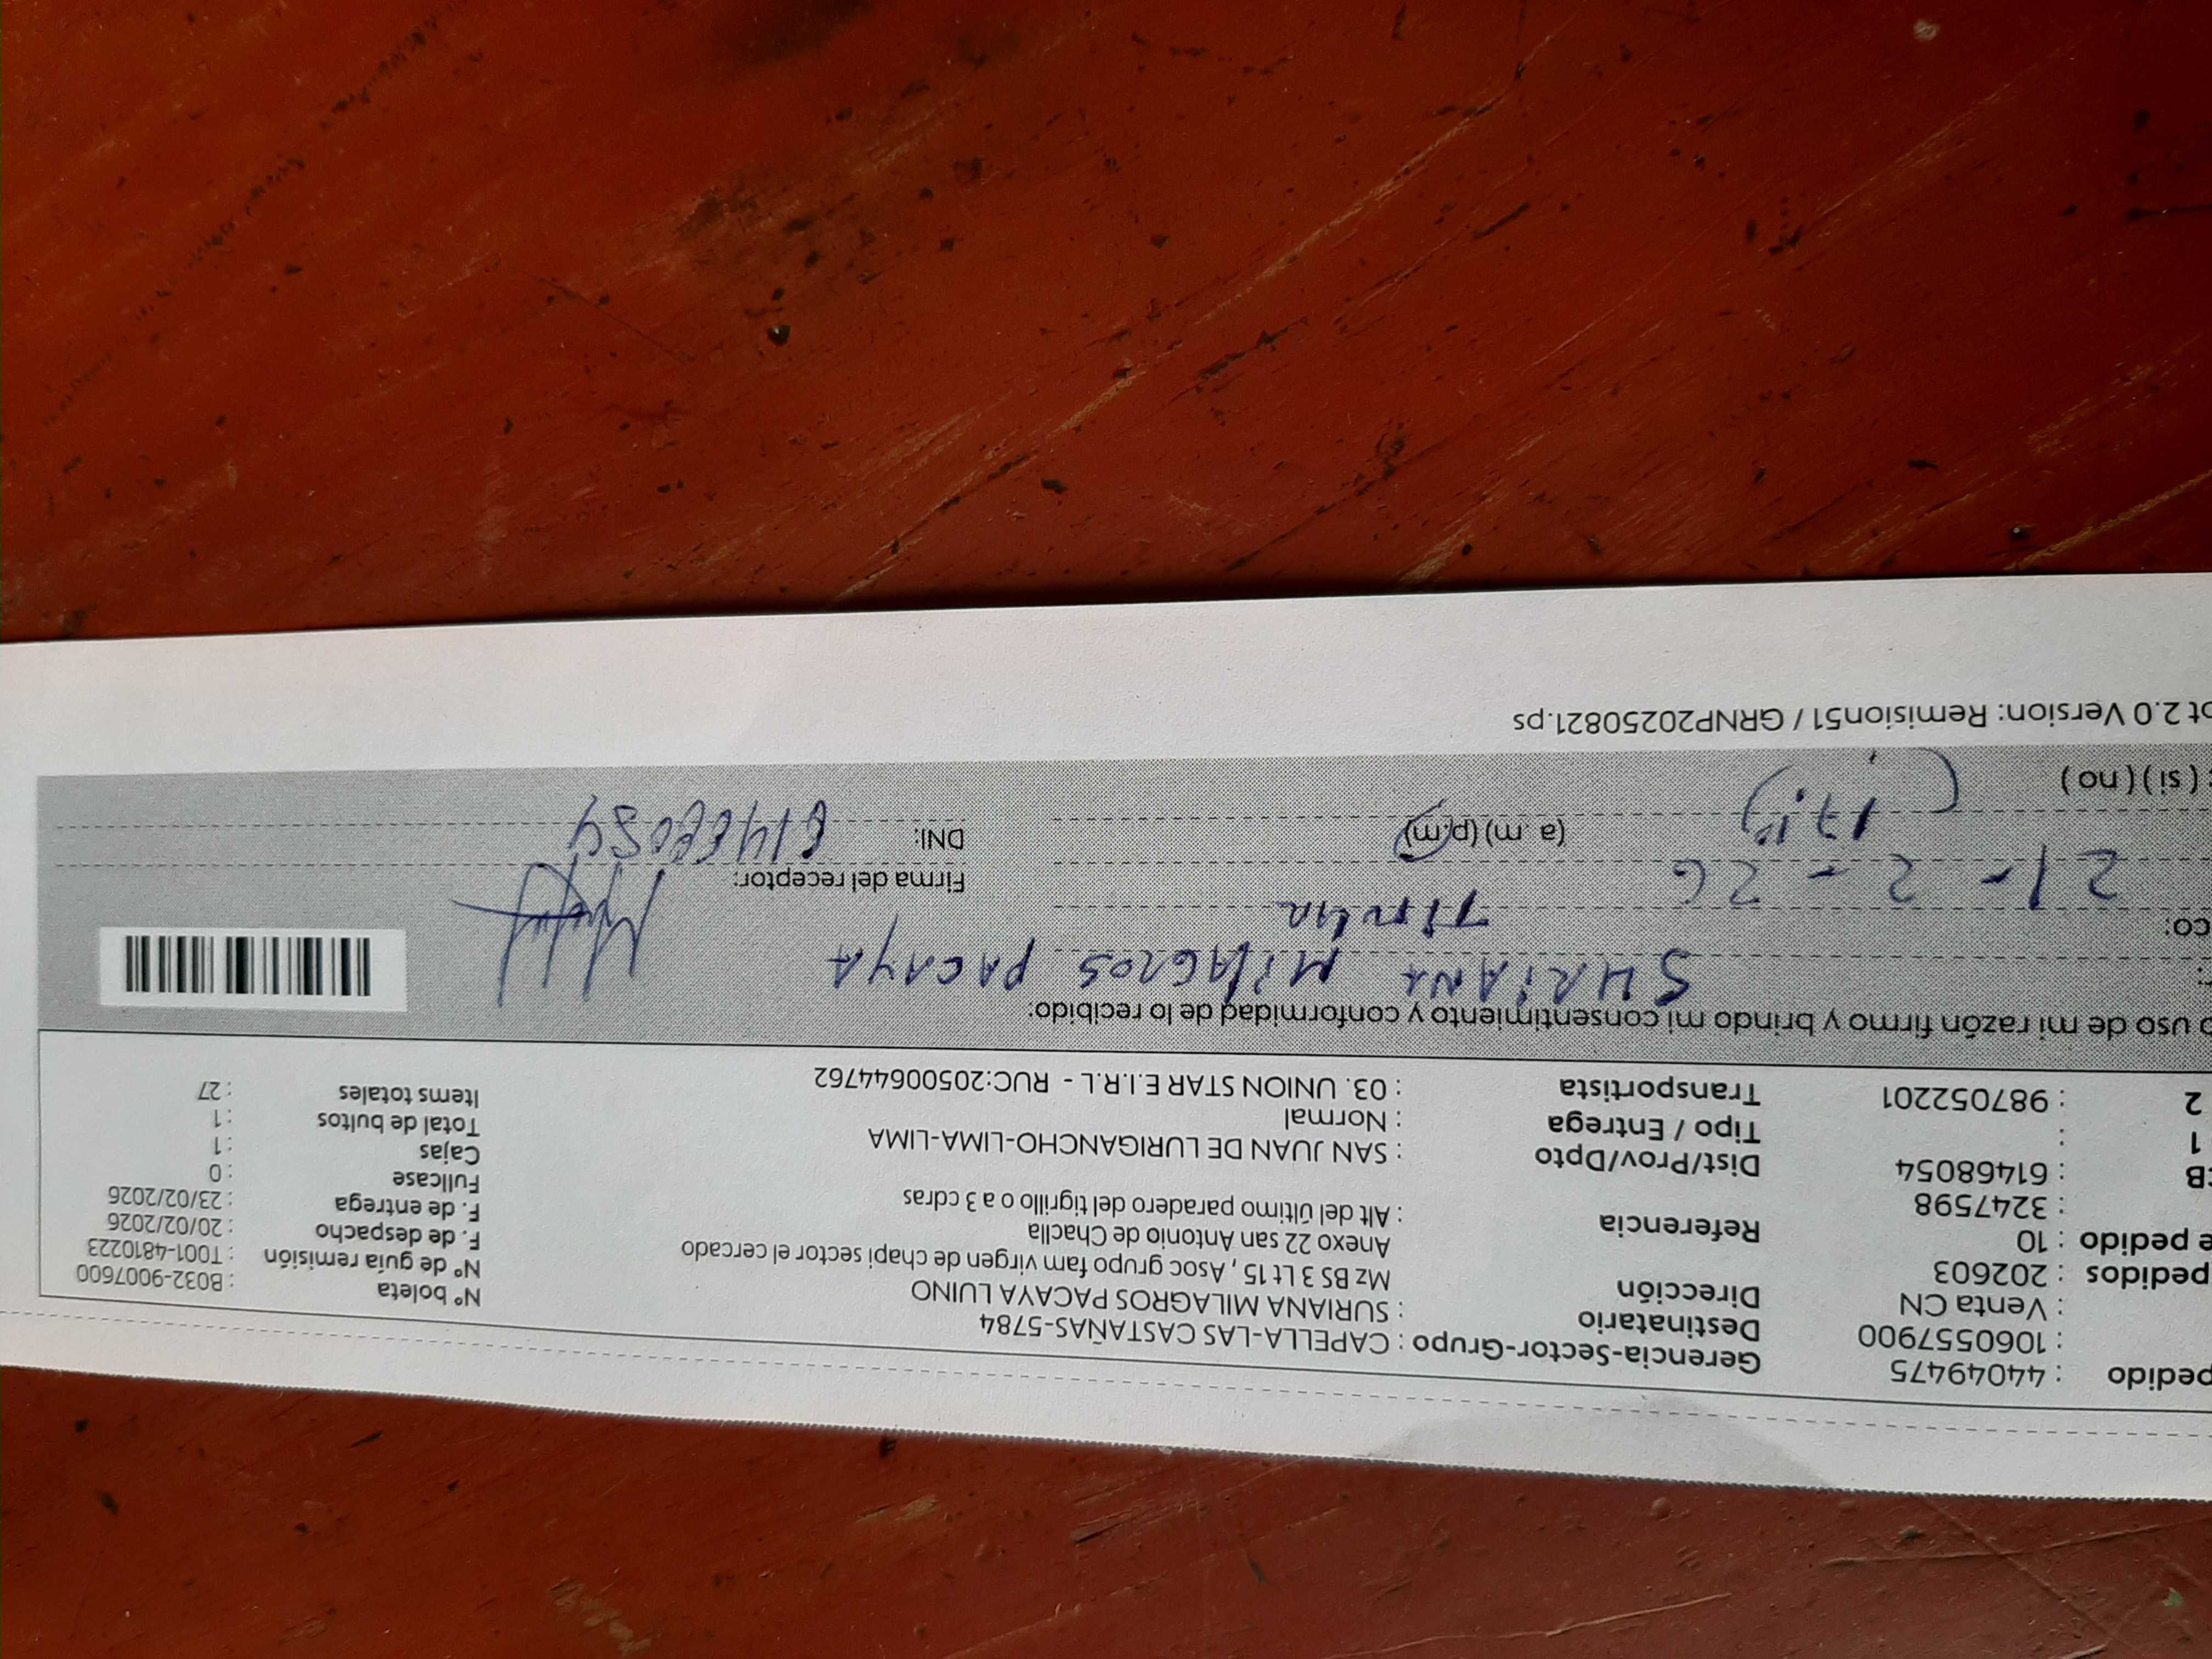 pedido : 44049475 Gerencia-Sector-Grupo : CAPELLA-LAS CASTAÑAS-5784
: 1060557900 Destinatario : SURIANA MILAGROS PACAYA LUINO Nº boleta : B032-9007600
: Venta CN Dirección Mz BS 3 Lt 15 , Asoc grupo fam virgen de chapi sector el cercado Nº de guía remisión : T001-4810223
pedidos : 202603 Anexo 22 san Antonio de Chaclla F. de despacho : 20/02/2026
e pedido : 10 Referencia : Alt del último paradero del tigrillo o a 3 cdras F. de entrega : 23/02/2026
: 3247598 Fullcase : 0
CB : 61468054 Dist/Prov/Dpto : SAN JUAN DE LURIGANCHO-LIMA-LIMA Cajas : 1
1 : Tipo / Entrega : Normal Total de bultos : 1
2 : 987052201 Transportista : 03. UNION STAR E.I.R.L - RUC:20500644762 Items totales : 27
o uso de mi razón firmo y brindo mi consentimiento y conformidad de lo recibido:
SURIANA MILAGROS PACAYA
co:
Firma del receptor:
21 - 2 - 26
(a. m) (p. m) DNI:
: ( si ) ( no )
pt 2.0 Version: Remision51 / GRNP20250821.ps